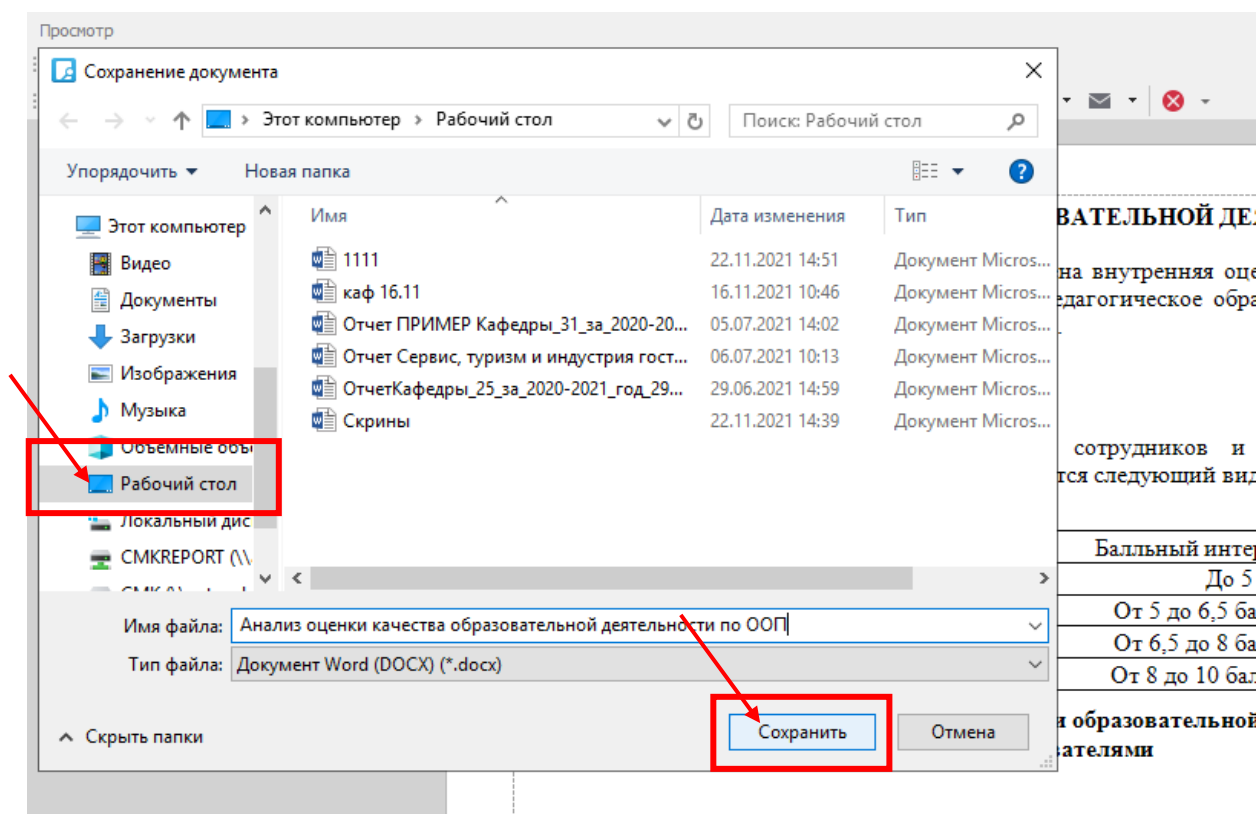 Просмотр
Сохранение документа
Этот компьютер › Рабочий стол
Поиск: Рабочий стол
Упорядочить
Новая папка
Этот компьютер
Видео
Документы
Загрузки
Изображения
Музыка
Объемные объ
Рабочий стол
Локальный дис
CMKREPORT (\\
Имя Дата изменения Тип
1111 22.11.2021 14:51 Документ Micros...
каф 16.11 16.11.2021 10:46 Документ Micros...
Отчет ПРИМЕР Кафедры_31_за_2020-20... 05.07.2021 14:02 Документ Micros...
Отчет Сервис, туризм и индустрия гост... 06.07.2021 10:13 Документ Micros...
ОтчетКафедры_25_за_2020-2021_год_29... 29.06.2021 14:59 Документ Micros...
Скрины 22.11.2021 14:39 Документ Micros...
Имя файла: Анализ оценки качества образовательной деятельности по ООП
Тип файла: Документ Word (DOCX) (*.docx)
Скрыть папки
Сохранить
Отмена
ВАТЕЛЬНОЙ ДЕ
на внутренняя оце
едагогическое обра
сотрудников и
тся следующий вид
Балльный интер
До 5
От 5 до 6,5 ба
От 6,5 до 8 ба
От 8 до 10 бал
и образовательной
вателями